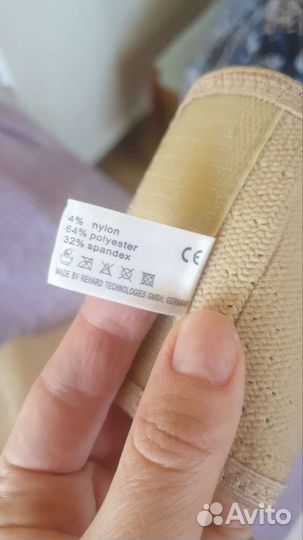 4% nylon
64% polyester
32% spandex
CE
MADE BY REHARD TECHNOLOGIES GMBH, GERMANY
Avito